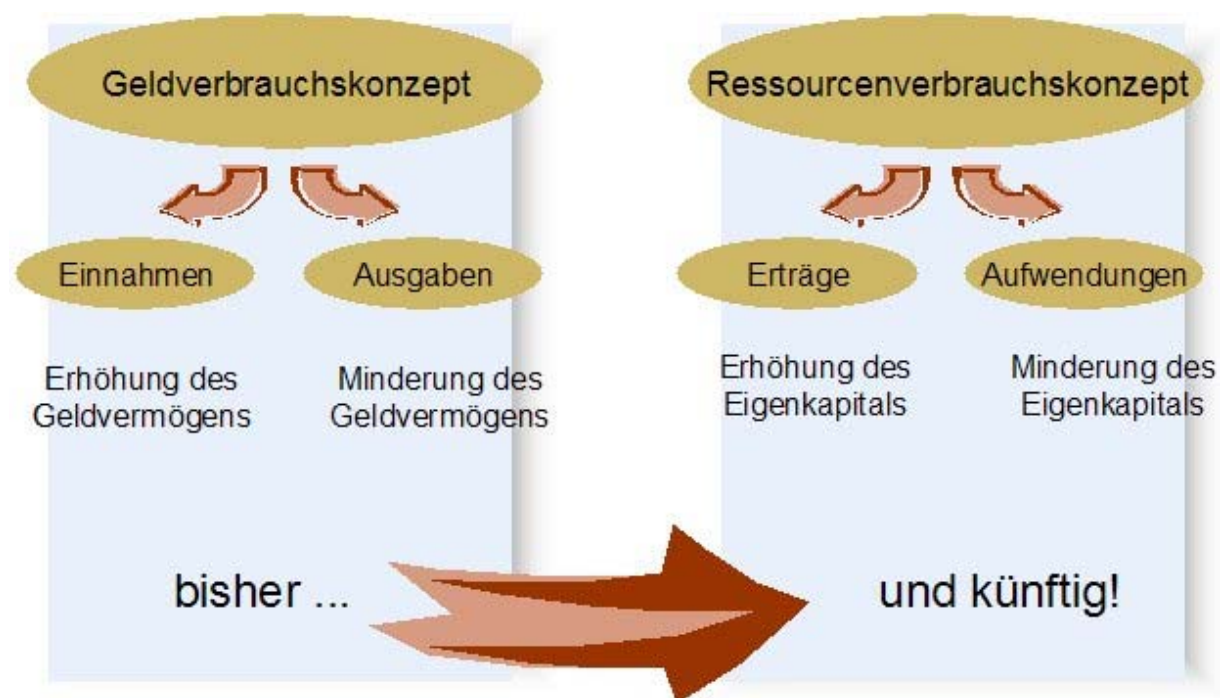 Geldverbrauchskonzept
Einnahmen
Ausgaben
Erhöhung des
Geldvermögens
Minderung des
Geldvermögens
bisher ...
Ressourcenverbrauchskonzept
Erträge
Aufwendungen
Erhöhung des
Eigenkapitals
Minderung des
Eigenkapitals
und künftig!